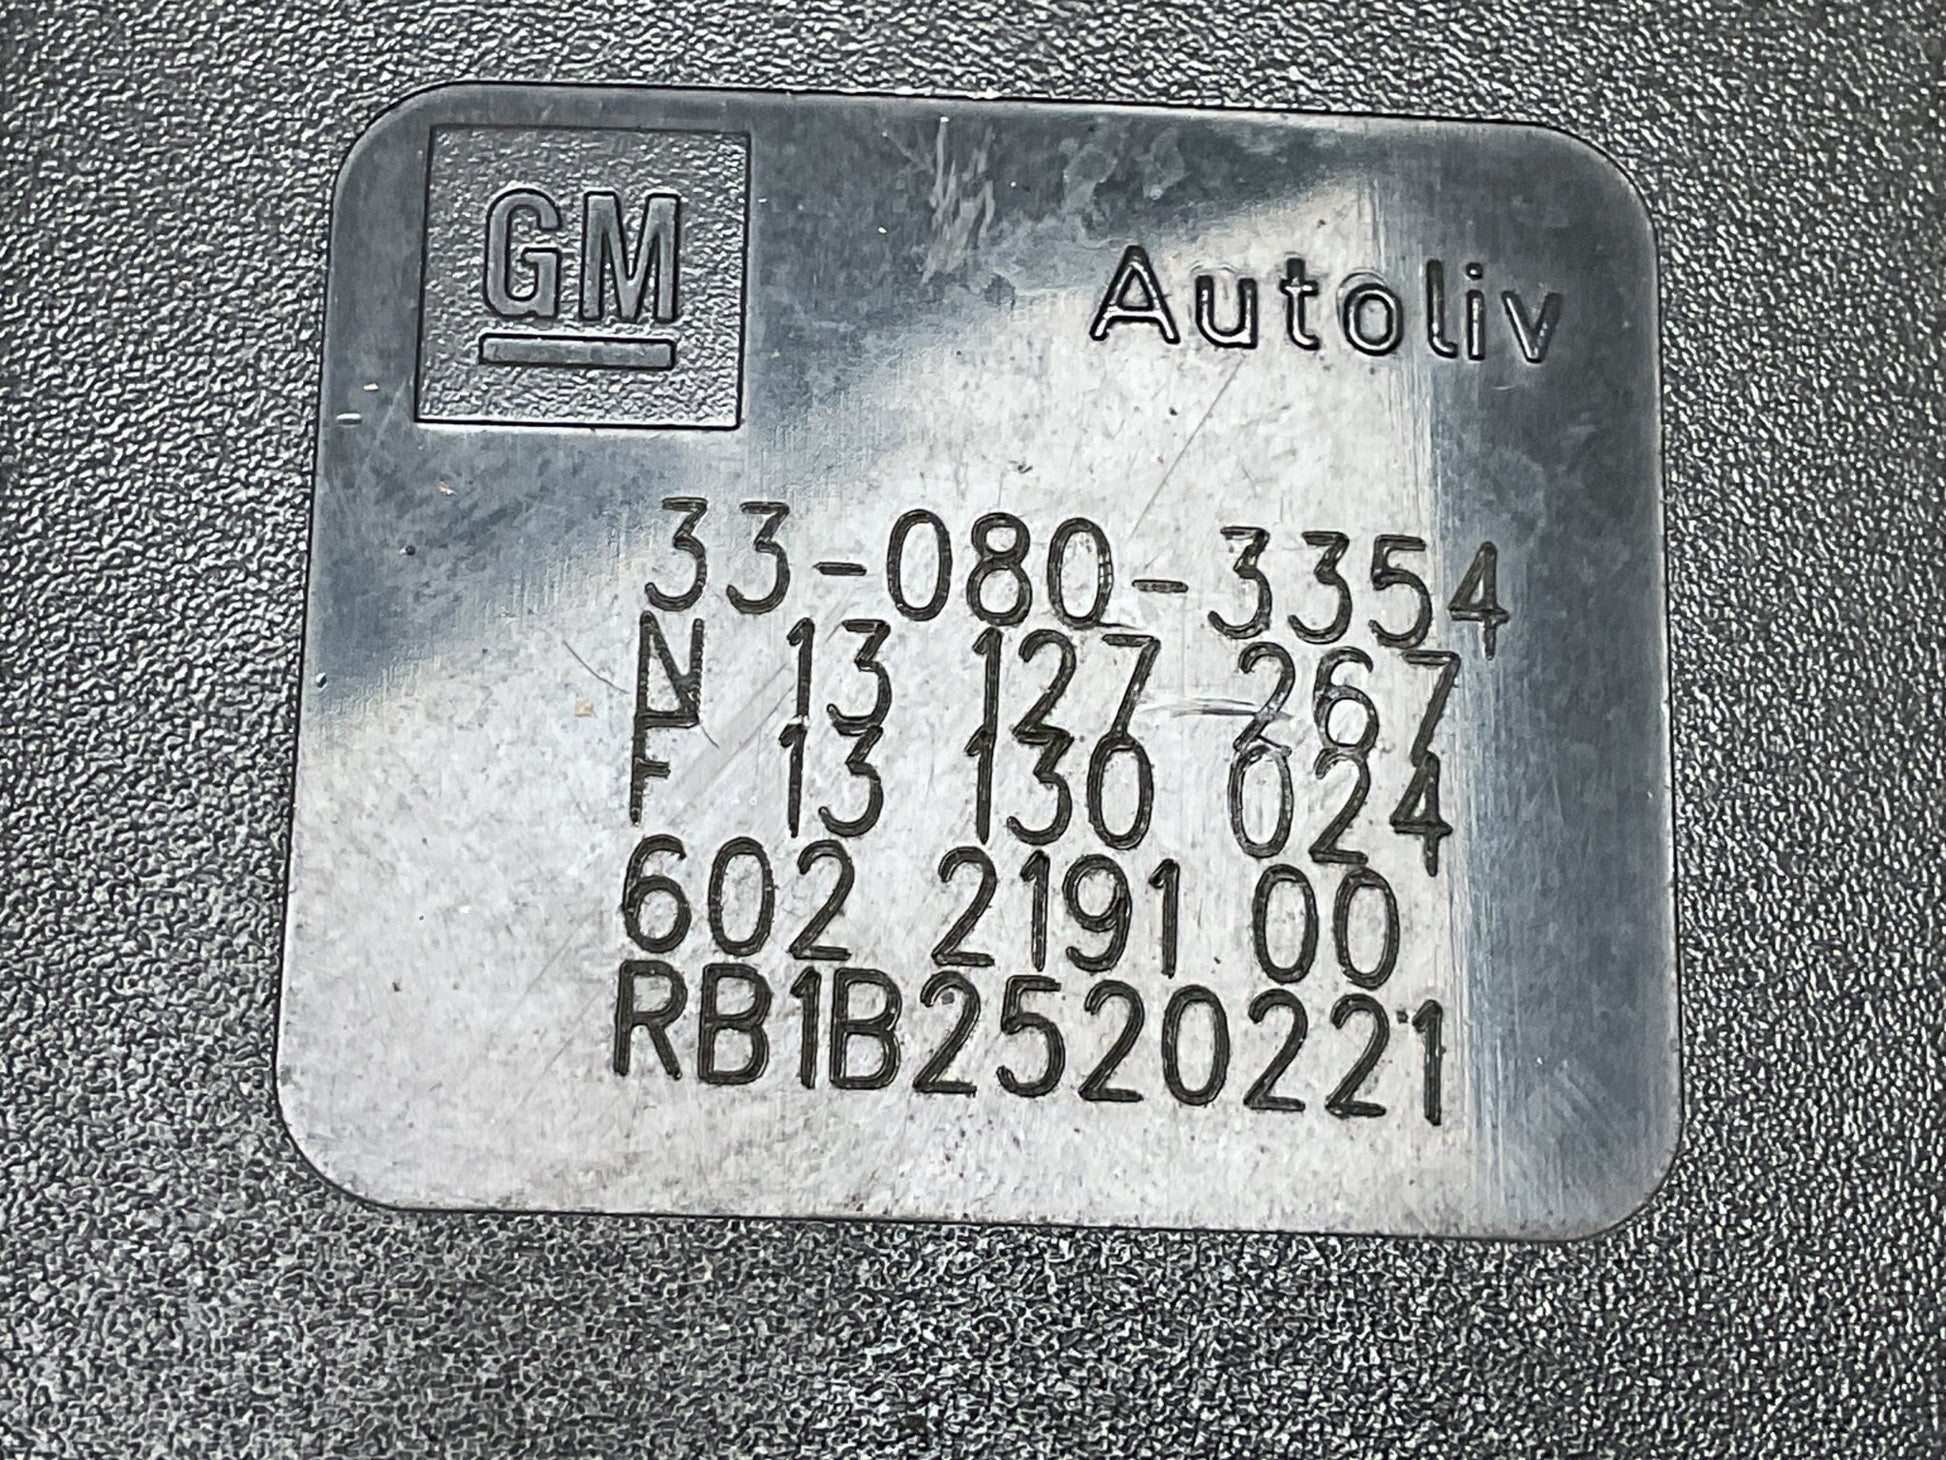 GM
Autoliv
33-080-3354
N 13 127 267
F 13 130 024
602 2191 00
RB1B2520221